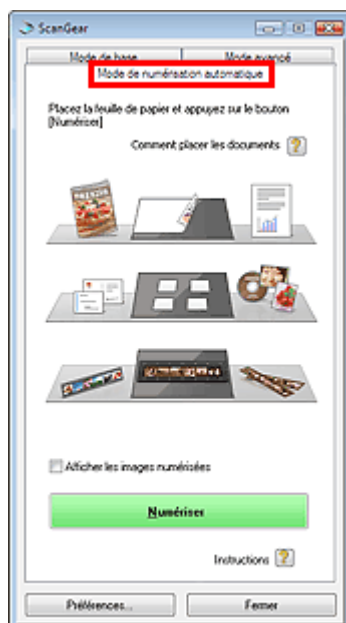 ScanGear
Mode de base
Mode avancé
Mode de numérisation automatique
Placez la feuille de papier et appuyez sur le bouton
[Numériser]
Comment placer les documents
Afficher les images numérisées
Numériser
Instructions
Préférences...
Fermer